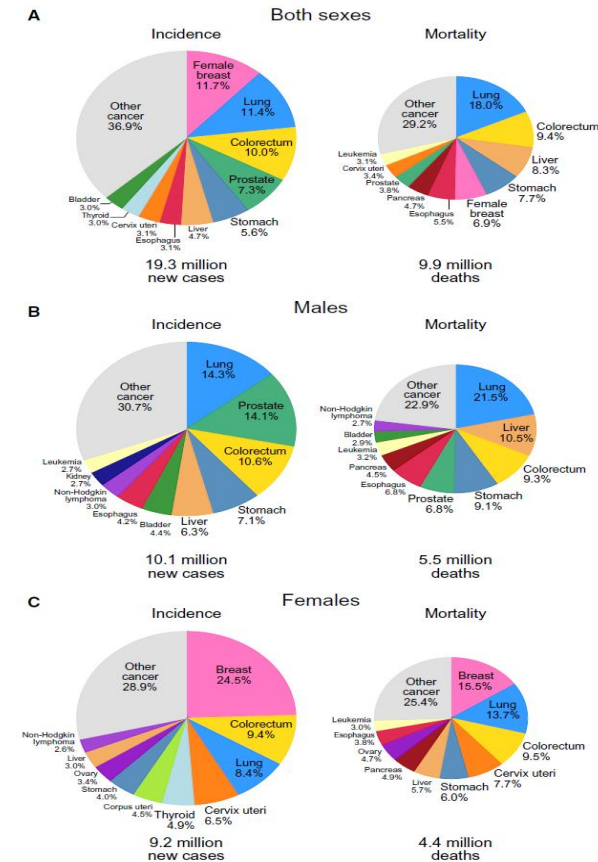 A
Both sexes
Incidence
Female
breast
11.7%
Lung
11.4%
Colorectum
10.0%
Prostate
7.3%
Stomach
5.6%
Liver
4.7%
Esophagus
3.1%
Cervix uteri
3.1%
Thyroid
3.0%
Bladder
3.0%
Other
cancer
36.9%
19.3 million
new cases
Mortality
Lung
18.0%
Colorectum
9.4%
Liver
8.3%
Stomach
7.7%
Female
breast
6.9%
Esophagus
5.5%
Pancreas
4.7%
Prostate
3.8%
Cervix uteri
3.4%
Leukemia
3.1%
Other
cancer
29.2%
9.9 million
deaths
B
Males
Incidence
Lung
14.3%
Prostate
14.1%
Colorectum
10.6%
Stomach
7.1%
Liver
6.3%
Bladder
4.4%
Esophagus
4.2%
Non-Hodgkin
lymphoma
3.0%
Kidney
2.7%
Leukemia
2.7%
Other
cancer
30.7%
10.1 million
new cases
Mortality
Lung
21.5%
Liver
10.5%
Colorectum
9.3%
Stomach
9.1%
Prostate
6.8%
Esophagus
6.8%
Pancreas
4.5%
Leukemia
3.2%
Bladder
2.9%
Non-Hodgkin
lymphoma
2.7%
Other
cancer
22.9%
5.5 million
deaths
C
Females
Incidence
Breast
24.5%
Colorectum
9.4%
Lung
8.4%
Cervix uteri
6.5%
Thyroid
4.9%
Corpus uteri
4.5%
Stomach
4.0%
Ovary
3.4%
Liver
3.0%
Non-Hodgkin
lymphoma
2.6%
Other
cancer
28.9%
9.2 million
new cases
Mortality
Breast
15.5%
Lung
13.7%
Colorectum
9.5%
Cervix uteri
7.7%
Stomach
6.0%
Liver
5.7%
Pancreas
4.9%
Ovary
4.7%
Esophagus
3.8%
Leukemia
3.0%
Other
cancer
25.4%
4.4 million
deaths